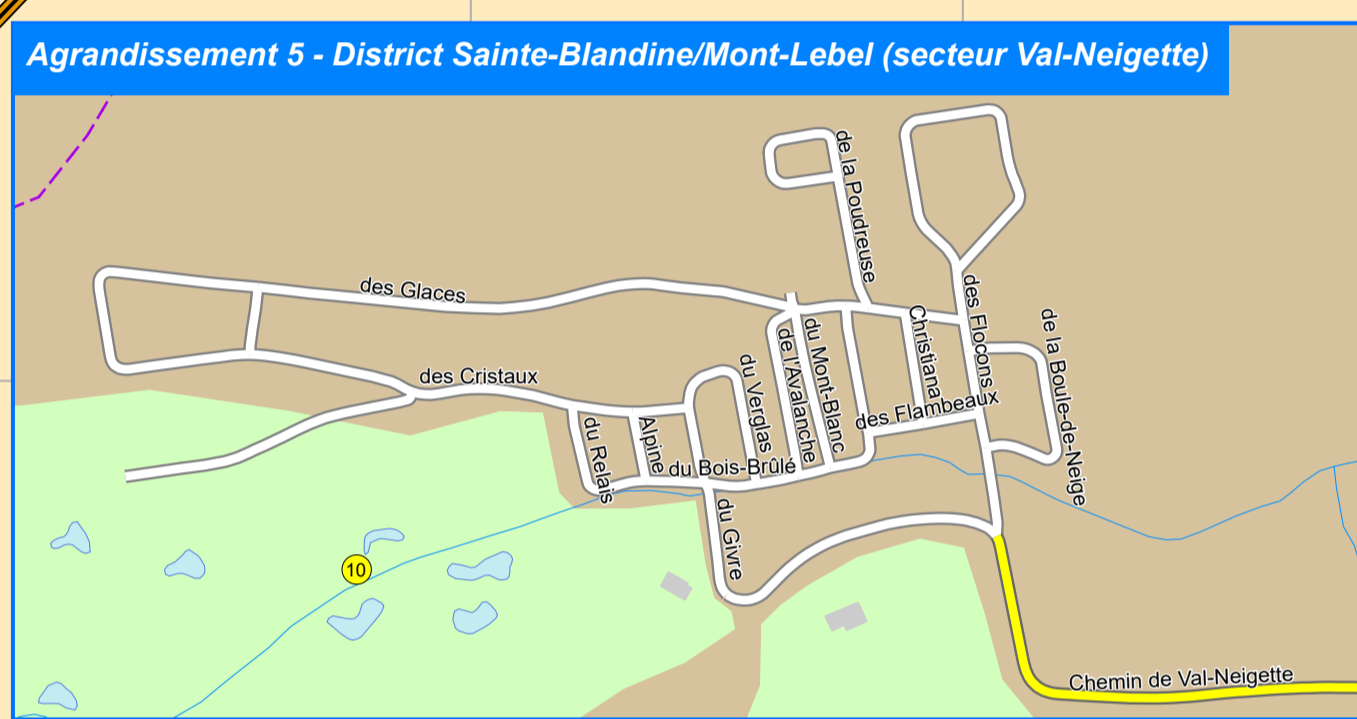 Agrandissement 5 - District Sainte-Blandine/Mont-Lebel (secteur Val-Neigette)
de la Poudreuse
des Glaces
des Flocons
de la Boule-de-Neige
Christiana
du Mont-Blanc
de l'Avalanche
du Verglas
des Cristaux
des Flambeaux
du Relais
Alpine
du Bois-Brûlé
du Givre
10
Chemin de Val-Neigette